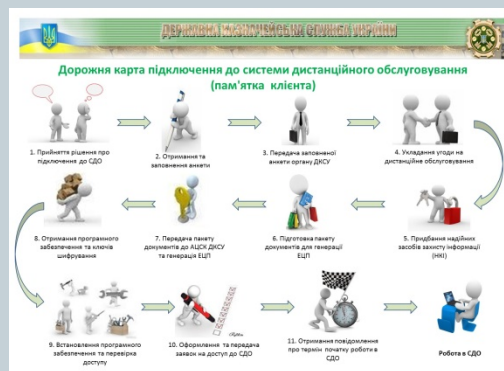 ДЕРЖАВНА КАЗНАЧЕЙСЬКА СЛУЖБА УКРАЇНИ
Дорожня карта підключення до системи дистанційного обслуговування
(пам'ятка клієнта)
1. Прийняття рішення про
підключення до СДО
2. Отримання та
заповнення анкети
3. Передача заповненої
анкети органу ДКСУ
4. Укладання угоди на
дистанційне обслуговування
8. Отримання програмного
забезпечення та ключів
шифрування
7. Передача пакету
документів до АЦСК ДКСУ
та генерація ЕЦП
6. Підготовка пакету
документів для генерації
ЕЦП
5. Придбання надійних
засобів захисту інформації
(НКІ)
9. Встановлення програмного
забезпечення та перевірка
доступу
10. Оформлення та передача
заявок на доступ до СДО
11. Отримання повідомлення
про термін початку роботи в
СДО
Робота в СДО